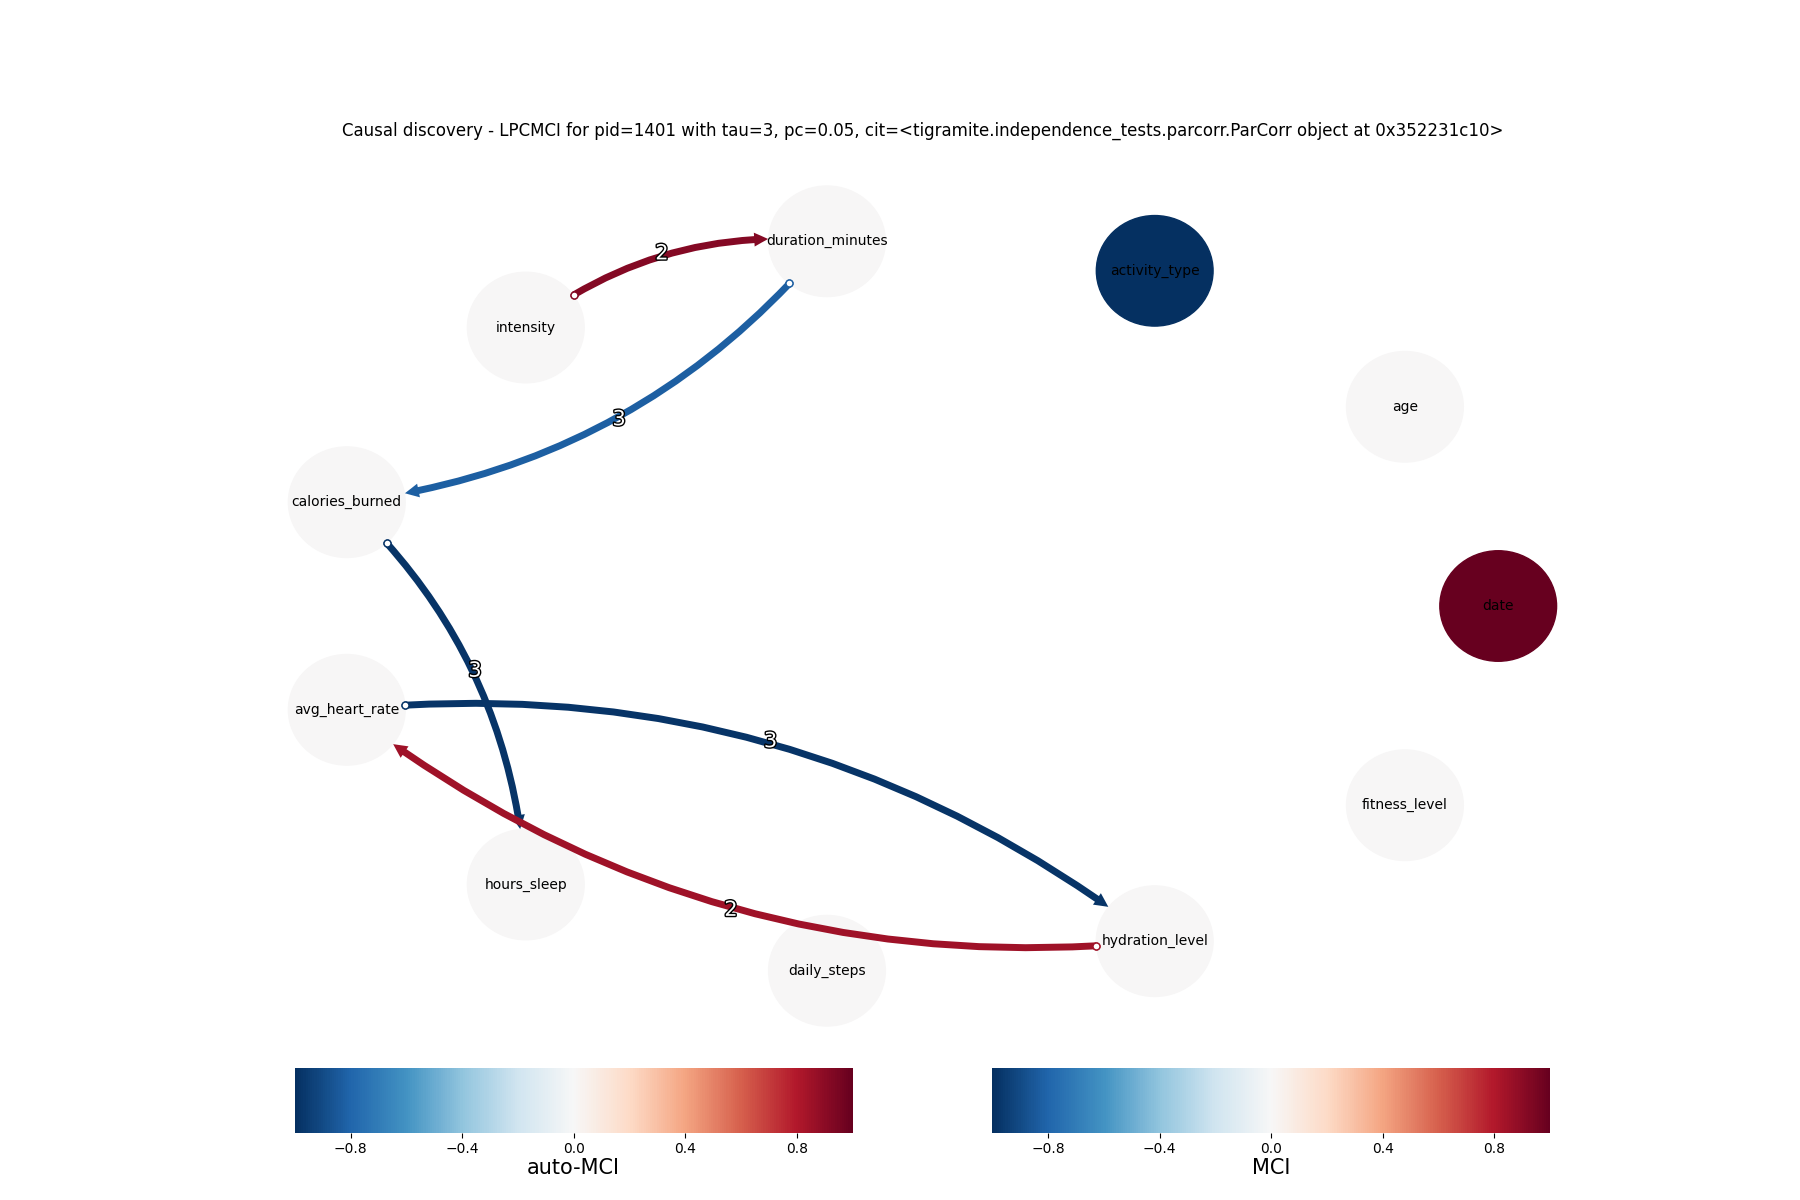 Causal discovery - LPCMCI for pid=1401 with tau=3, pc=0.05, cit=<tigramite.independence_tests.parcorr.ParCorr object at 0x352231c10>
duration_minutes
2
activity_type
intensity
age
3
calories_burned
date
3
avg_heart_rate
3
fitness_level
hours_sleep
2
hydration_level
daily_steps
−0.8 −0.4 0.0 0.4 0.8
auto-MCI
−0.8 −0.4 0.0 0.4 0.8
MCI